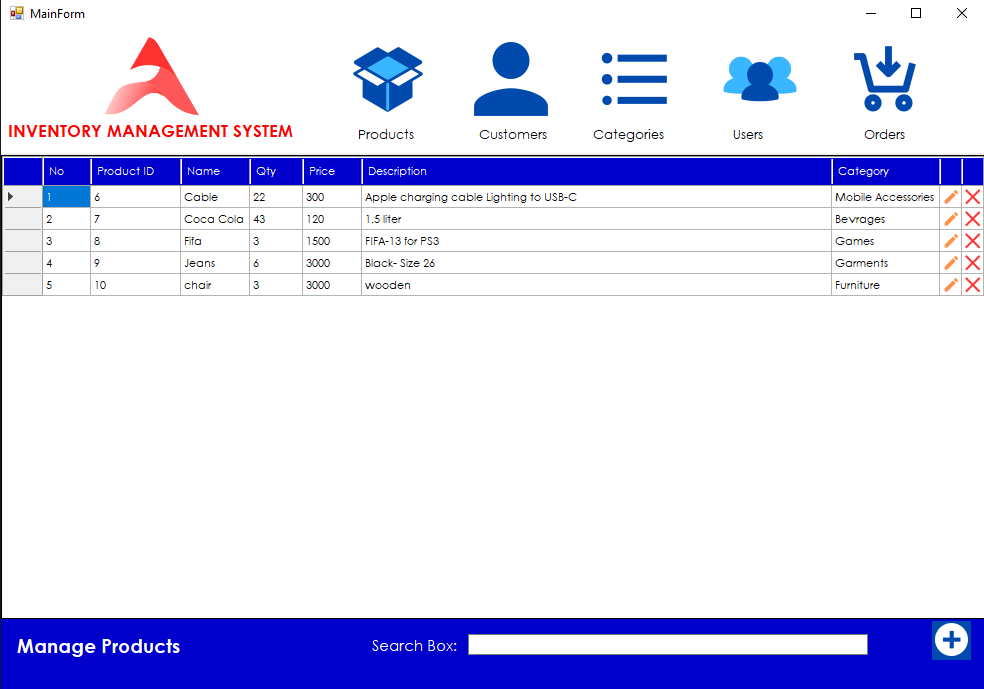 MainForm
INVENTORY MANAGEMENT SYSTEM
Products Customers Categories Users Orders
No Product ID Name Qty Price Description Category
1 6 Cable 22 300 Apple charging cable Lighting to USB-C Mobile Accessories
2 7 Coca Cola 43 120 1.5 liter Bevrages
3 8 Fifa 3 1500 FIFA-13 for PS3 Games
4 9 Jeans 6 3000 Black- Size 26 Garments
5 10 chair 3 3000 wooden Furniture
Manage Products Search Box: